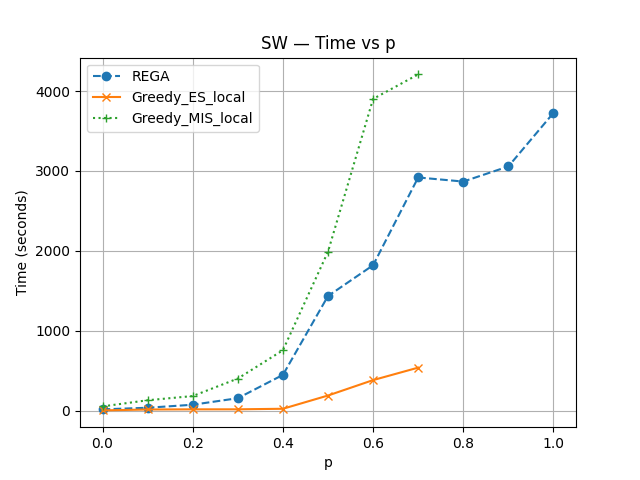 SW — Time vs p
REGA
Greedy_ES_local
Greedy_MIS_local
Time (seconds)
4000
3000
2000
1000
0
0.0 0.2 0.4 0.6 0.8 1.0
p